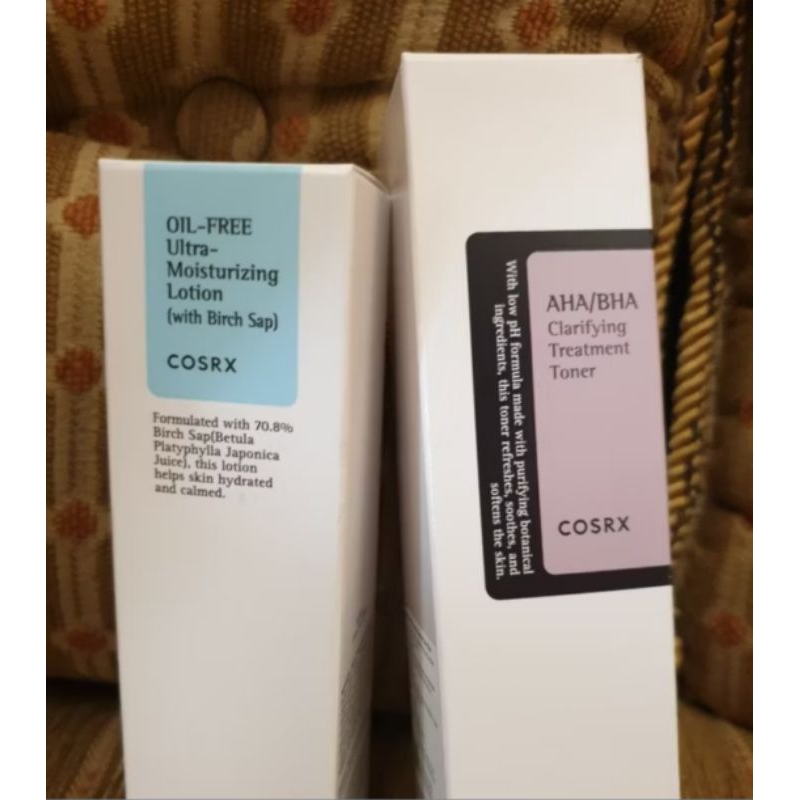 OIL-FREE
Ultra-
Moisturizing
Lotion
(with Birch Sap)
COSRX
Formulated with 70.8%
Birch Sap(Betula
Platyphylla Japonica
Juice), this lotion
helps skin hydrated
and calmed.
With low pH formula made with purifying botanical
ingredients, this toner refreshes, soothes, and
softens the skin.
AHA/BHA
Clarifying
Treatment
Toner
COSRX